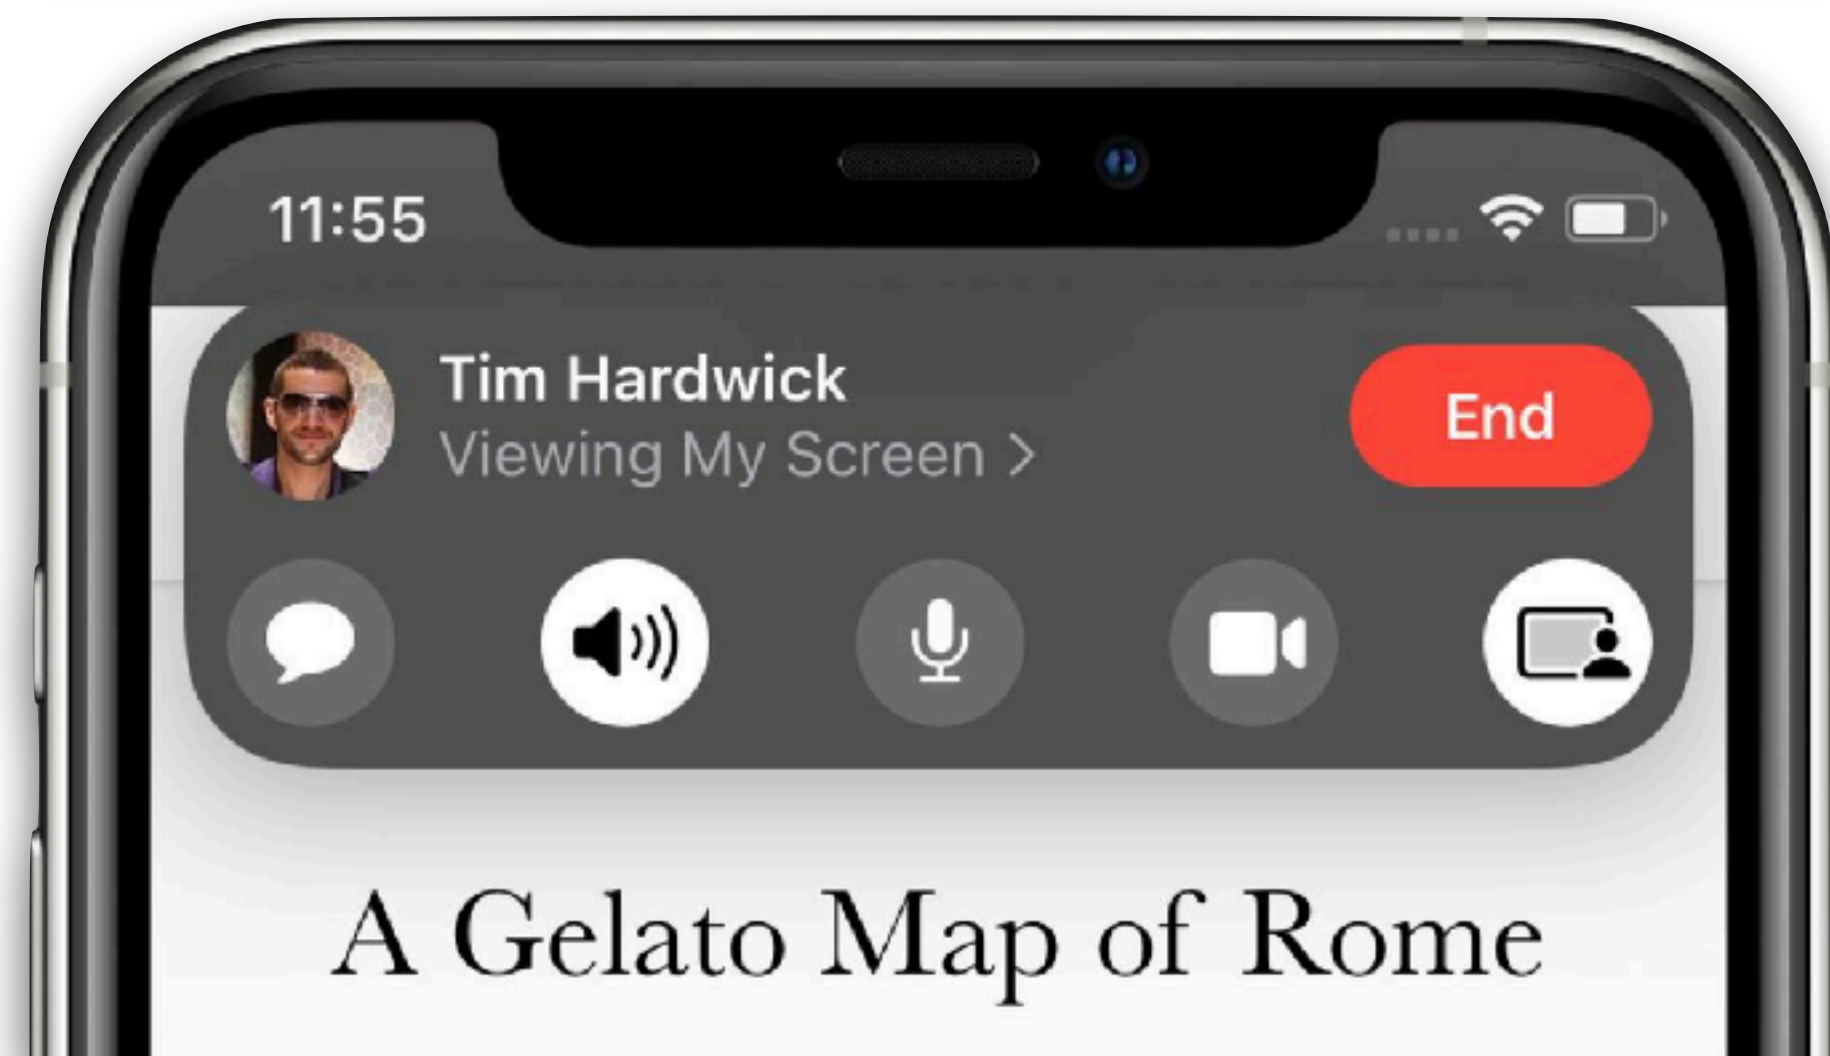 11:55
Tim Hardwick
Viewing My Screen >
End
A Gelato Map of Rome